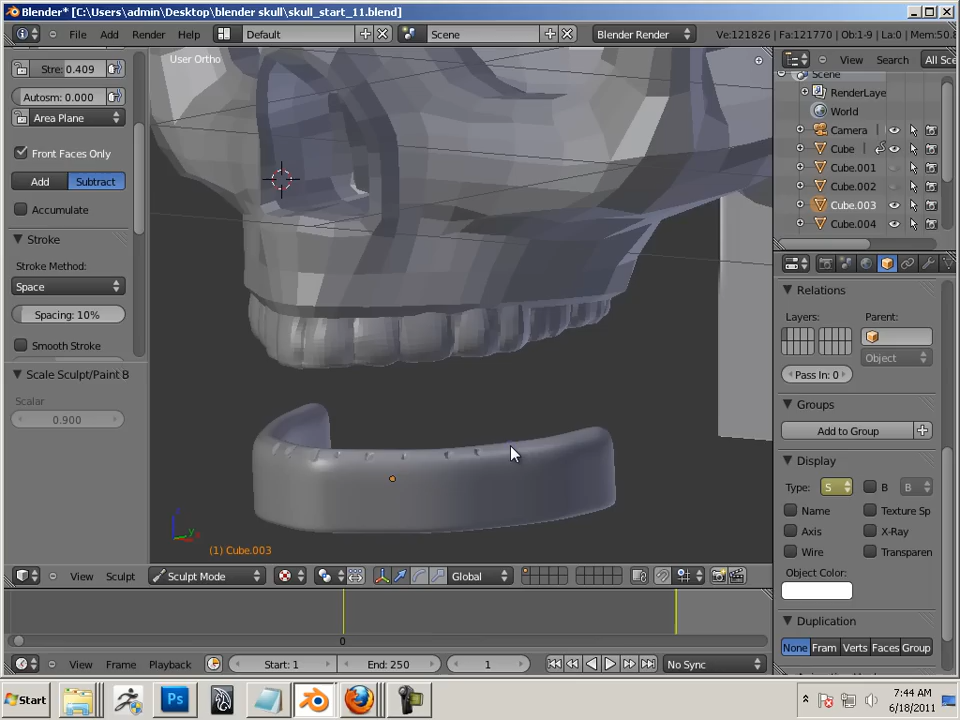 Blender* [C:\Users\admin\Desktop\blender skull\skull_start_11.blend]
File Add Render Help Default Scene Blender Render Ve:121826 | Fa:121770 | Ob:1-9 | La:0 | Mem:50.8
Stre: 0.409
Autosm: 0.000
Area Plane
Front Faces Only
Add Subtract
Accumulate
Stroke
Stroke Method:
Space
Spacing: 10%
Smooth Stroke
Scale Sculpt/Paint B
Scalar
0.900
User Ortho
(1) Cube.003
View Search All Sce
Scene
RenderLaye
World
Camera
Cube
Cube.001
Cube.002
Cube.003
Cube.004
Relations
Layers: Parent:
Object
Pass In: 0
Groups
Add to Group
Display
Type: S B B
Name Texture Sp
Axis X-Ray
Wire Transparen
Object Color:
Duplication
None Fram Verts Faces Group
View Sculpt Sculpt Mode Global
0
View Frame Playback Start: 1 End: 250 1 No Sync
Start Ps 7:44 AM
6/18/2011